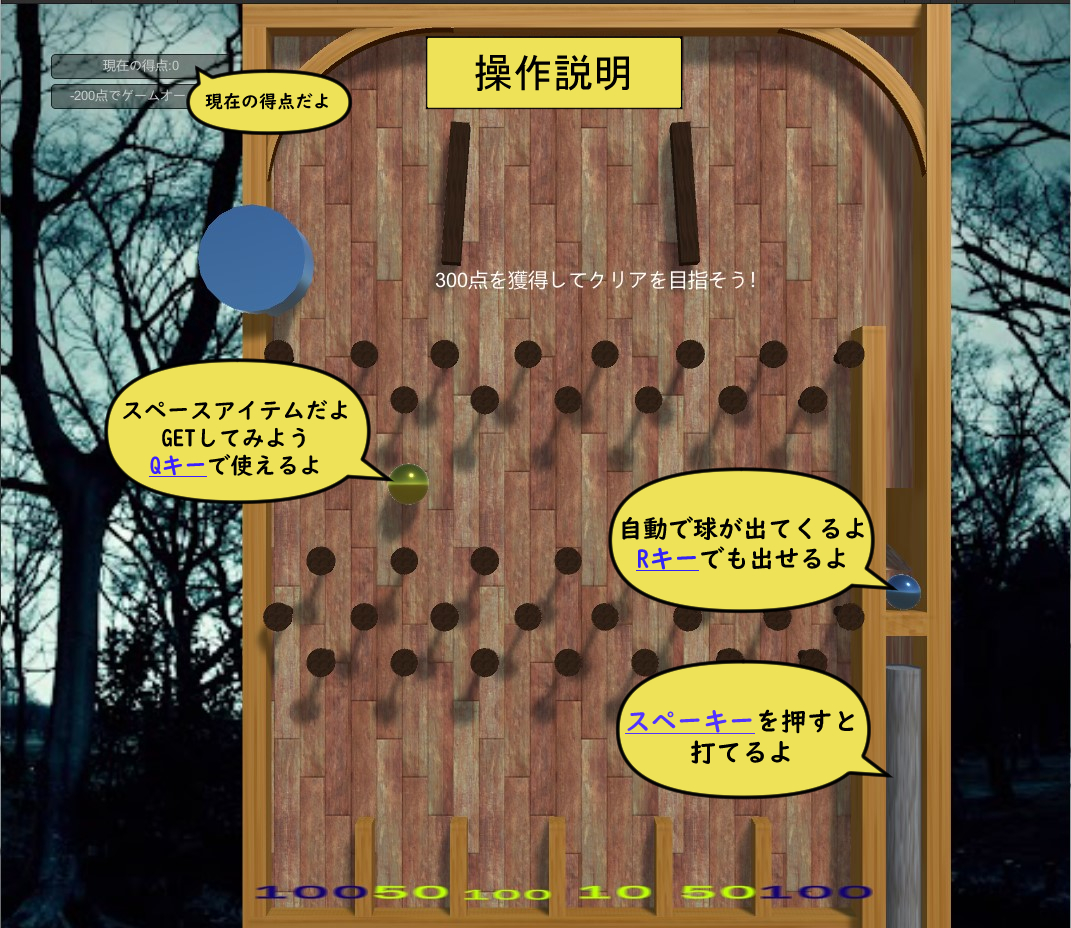 操作説明
現在の得点:0
-200点でゲームオー
現在の得点だよ
300点を獲得してクリアを目指そう!
スペースアイテムだよ
GETしてみよう
Qキーで使えるよ
自動で球が出てくるよ
Rキーでも出せるよ
スペーキーを押すと
打てるよ
100 50 100 10 50 100